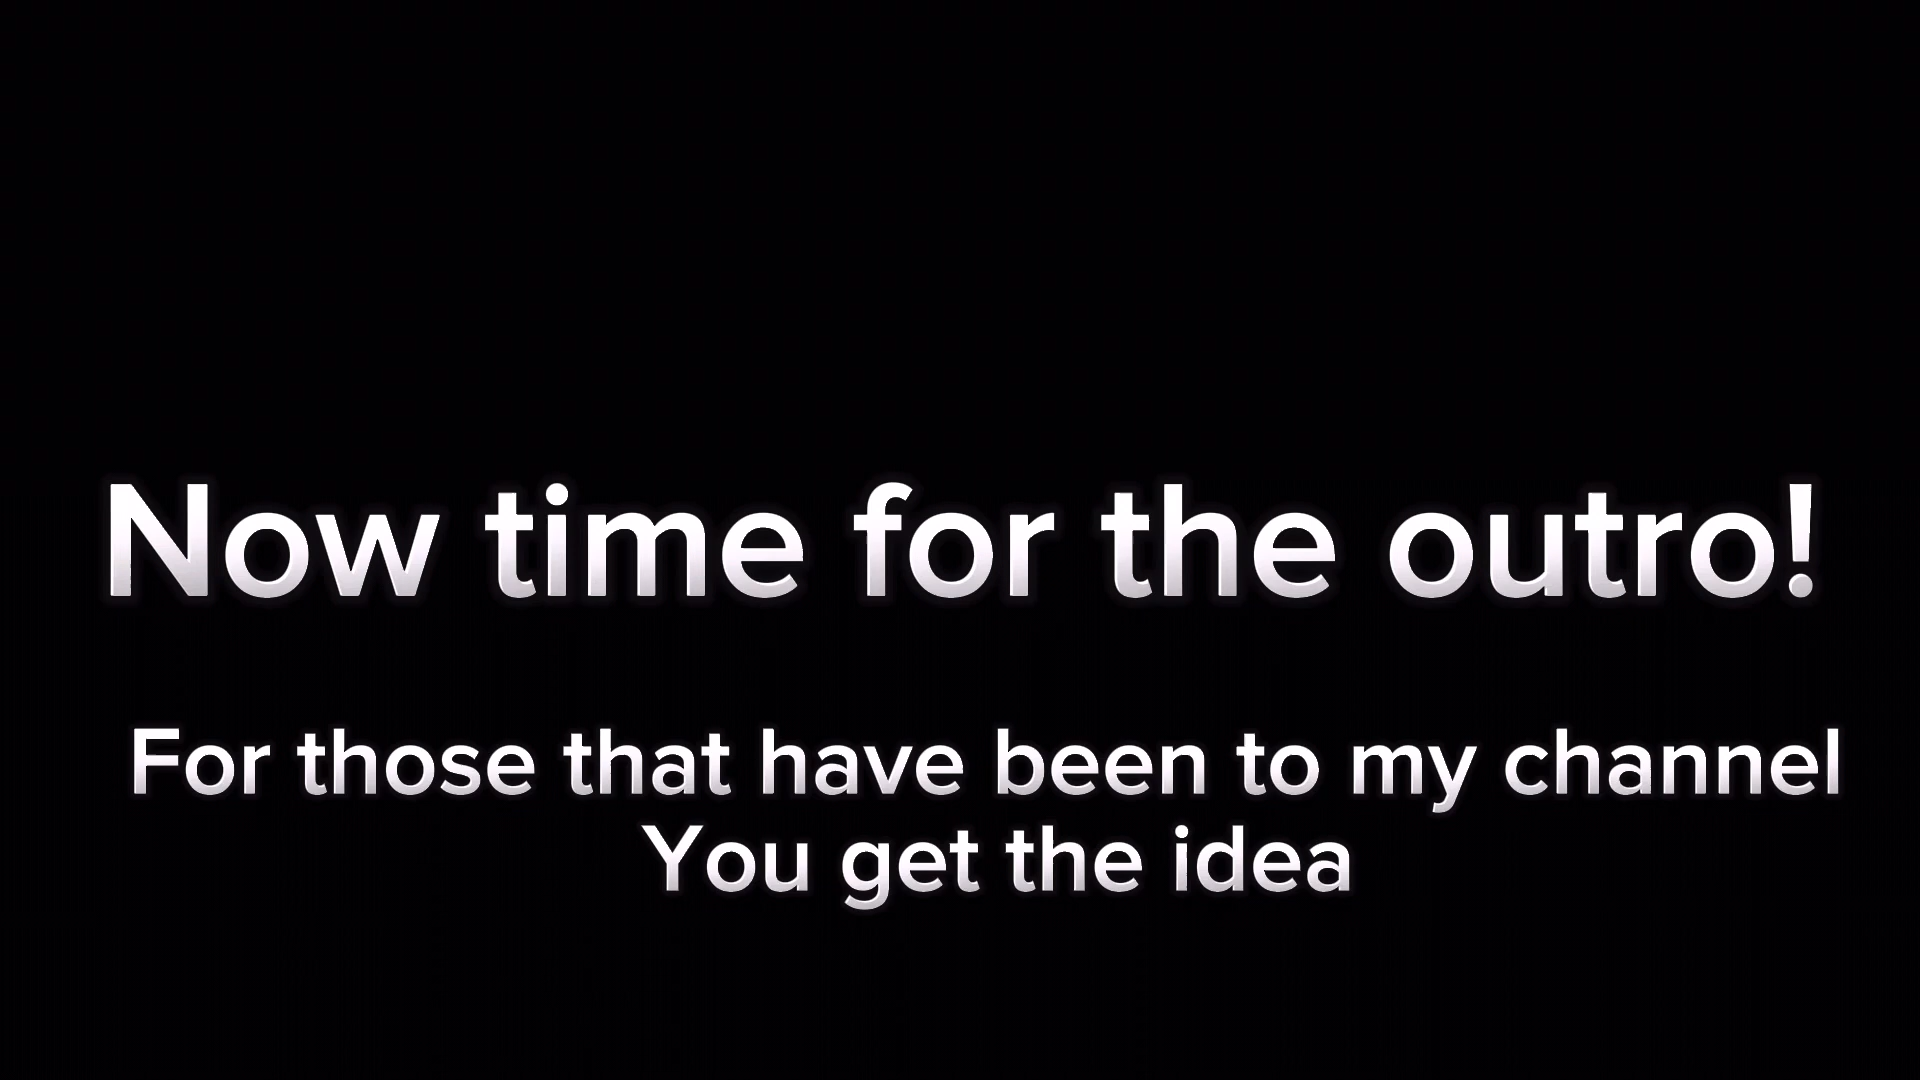 Now time for the outro!
For those that have been to my channel
You get the idea